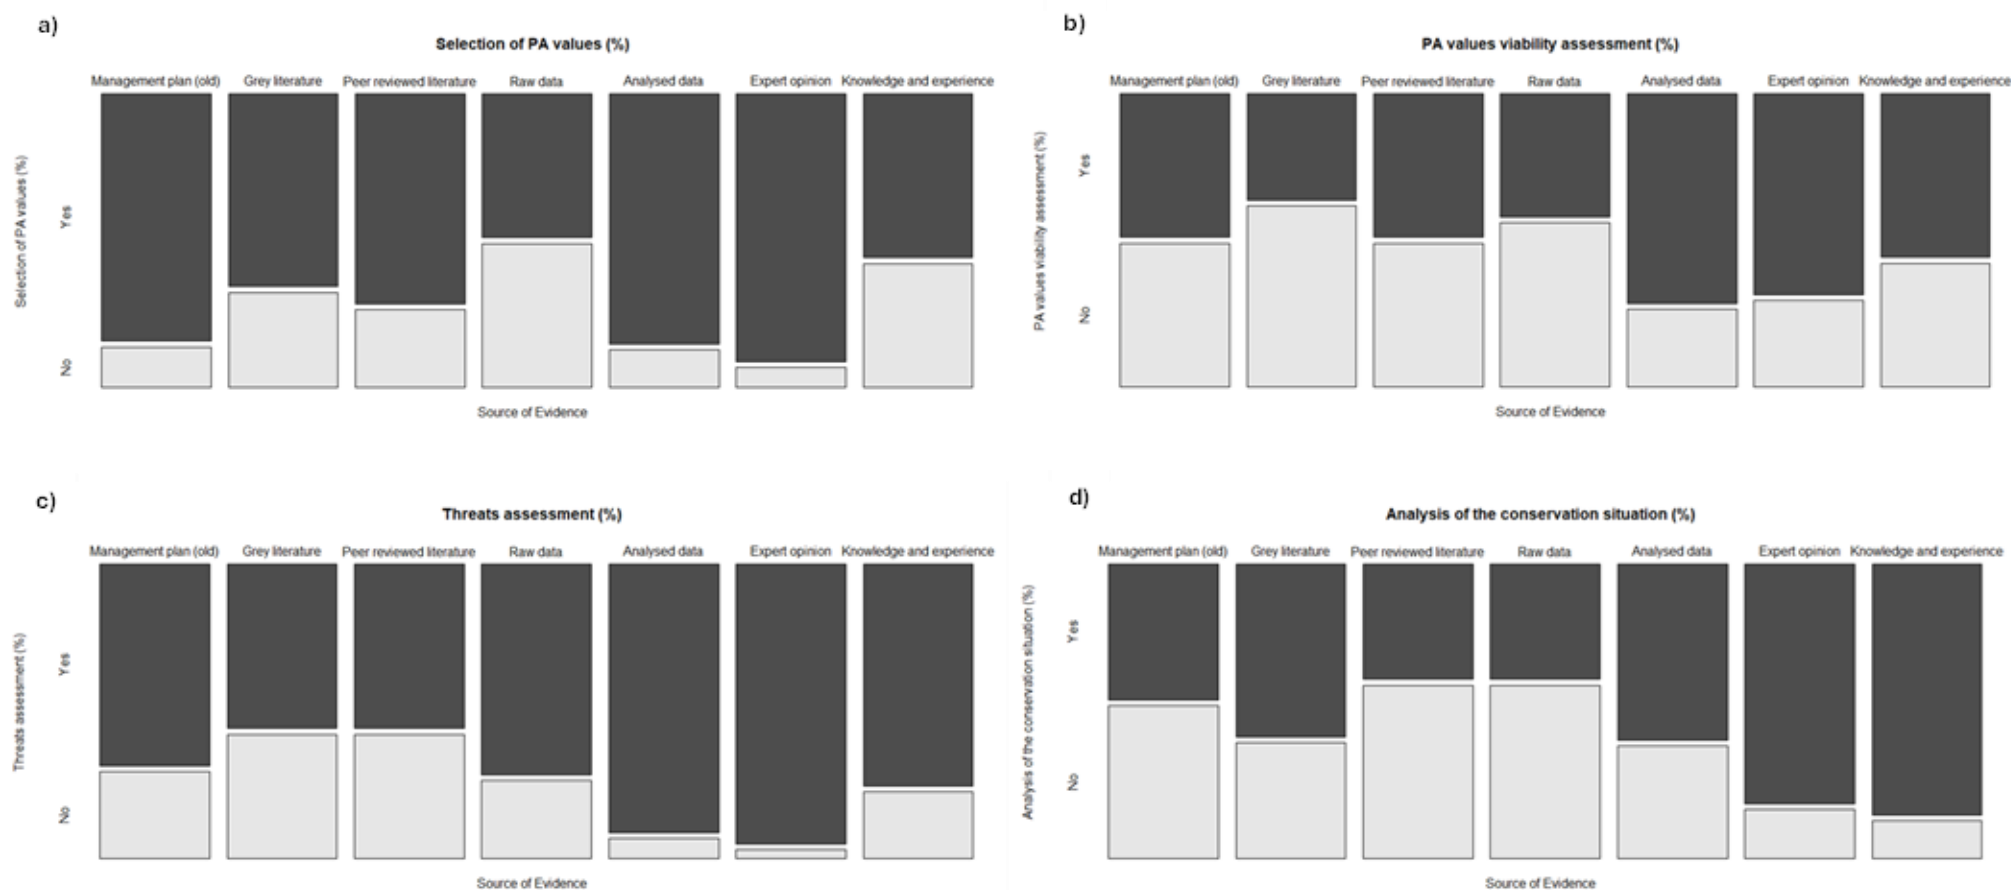 a)
Selection of PA values (%)
Management plan (old) Grey literature Peer reviewed literature Raw data Analysed data Expert opinion Knowledge and experience
Selection of PA values (%)
Yes
No
Source of Evidence
b)
PA values viability assessment (%)
Management plan (old) Grey literature Peer reviewed literature Raw data Analysed data Expert opinion Knowledge and experience
PA values viability assessment (%)
Yes
No
Source of Evidence
c)
Threats assessment (%)
Management plan (old) Grey literature Peer reviewed literature Raw data Analysed data Expert opinion Knowledge and experience
Threats assessment (%)
Yes
No
Source of Evidence
d)
Analysis of the conservation situation (%)
Management plan (old) Grey literature Peer reviewed literature Raw data Analysed data Expert opinion Knowledge and experience
Analysis of the conservation situation (%)
Yes
No
Source of Evidence